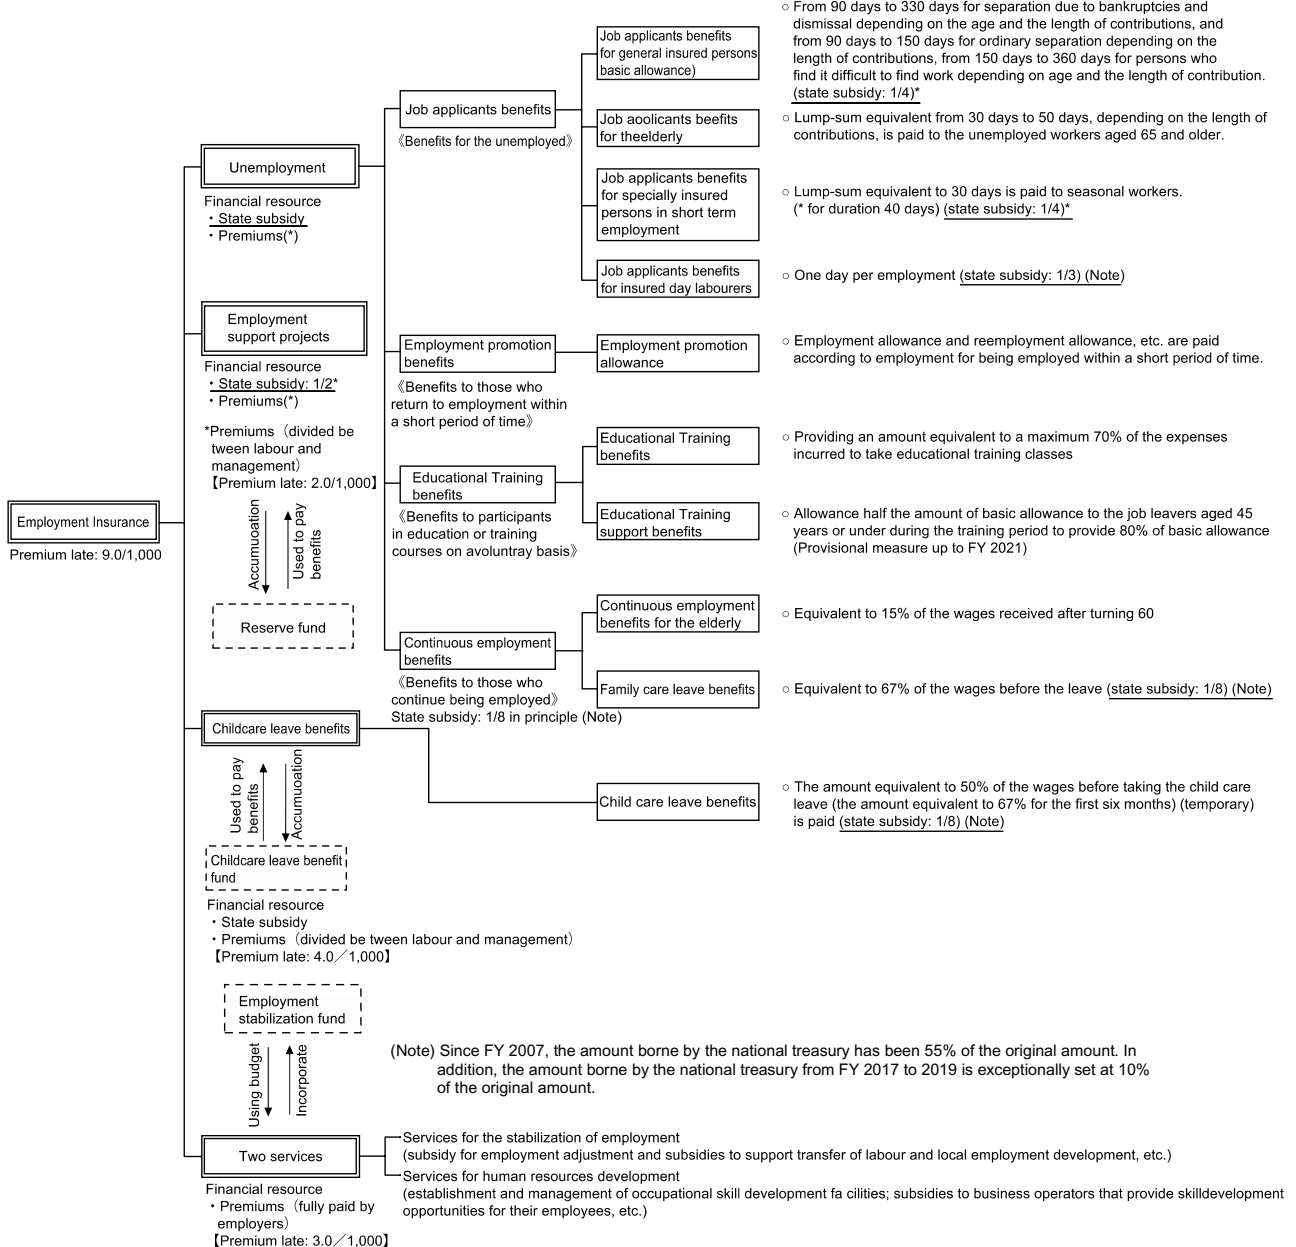 Employment Insurance
Premium late: 9.0/1,000
Unemployment
Financial resource
・State subsidy
・Premiums(*)
Employment
support projects
Financial resource
・State subsidy: 1/2*
・Premiums(*)
*Premiums（divided be
tween labour and
management）
【Premium late: 2.0/1,000】
Accumuoation
Used to pay
benefits
Reserve fund
Job applicants benefits
《Benefits for the unemployed》
Job applicants benefits
for general insured persons
basic allowance)
○ From 90 days to 330 days for separation due to bankruptcies and
dismissal depending on the age and the length of contributions, and
from 90 days to 150 days for ordinary separation depending on the
length of contributions, from 150 days to 360 days for persons who
find it difficult to find work depending on age and the length of contribution.
(state subsidy: 1/4)*
Job aoolicants beefits
for theelderly
○ Lump-sum equivalent from 30 days to 50 days, depending on the length of
contributions, is paid to the unemployed workers aged 65 and older.
Job applicants benefits
for specially insured
persons in short term
employment
○ Lump-sum equivalent to 30 days is paid to seasonal workers.
(* for duration 40 days) (state subsidy: 1/4)*
Job applicants benefits
for insured day labourers
○ One day per employment (state subsidy: 1/3) (Note)
Employment promotion
benefits
《Benefits to those who
return to employment within
a short period of time》
Employment promotion
allowance
○ Employment allowance and reemployment allowance, etc. are paid
according to employment for being employed within a short period of time.
Educational Training
benefits
《Benefits to participants
in education or training
courses on avoluntray basis》
Educational Training
benefits
○ Providing an amount equivalent to a maximum 70% of the expenses
incurred to take educational training classes
Educational Training
support benefits
○ Allowance half the amount of basic allowance to the job leavers aged 45
years or under during the training period to provide 80% of basic allowance
(Provisional measure up to FY 2021)
Continuous employment
benefits
《Benefits to those who
continue being employed》
State subsidy: 1/8 in principle (Note)
Continuous employment
benefits for the elderly
○ Equivalent to 15% of the wages received after turning 60
Family care leave benefits
○ Equivalent to 67% of the wages before the leave (state subsidy: 1/8) (Note)
Childcare leave benefits
Used to pay
benefits
Accumuoation
Childcare leave benefit
fund
Financial resource
・State subsidy
・Premiums（divided be tween labour and management）
【Premium late: 4.0／1,000】
Child care leave benefits
○ The amount equivalent to 50% of the wages before taking the child care
leave (the amount equivalent to 67% for the first six months) (temporary)
is paid (state subsidy: 1/8) (Note)
Employment
stabilization fund
Using budget
Incorporate
(Note) Since FY 2007, the amount borne by the national treasury has been 55% of the original amount. In
addition, the amount borne by the national treasury from FY 2017 to 2019 is exceptionally set at 10%
of the original amount.
Two services
Financial resource
・Premiums（fully paid by
employers）
【Premium late: 3.0／1,000】
Services for the stabilization of employment
(subsidy for employment adjustment and subsidies to support transfer of labour and local employment development, etc.)
Services for human resources development
(establishment and management of occupational skill development fa cilities; subsidies to business operators that provide skilldevelopment
opportunities for their employees, etc.)